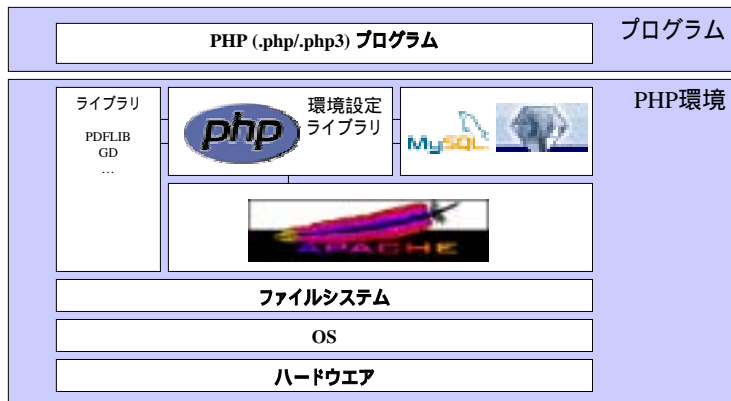 プログラム
PHP (.php/.php3) プログラム
PHP環境
ライブラリ
PDFLIB
GD
…
php
環境設定
ライブラリ
MySQL
APACHE
ファイルシステム
OS
ハードウエア